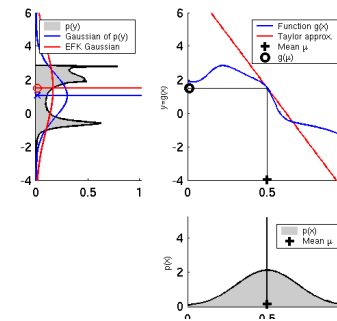 6
4
2
0
-2
-4
0
0.5
1
p(y)
Gaussian of p(y)
EFK Gaussian
6
4
2
0
-2
-4
0
0.5
y=g(x)
Function g(x)
Taylor approx.
Mean μ
g(μ)
4
2
0
0
0.5
p(x)
p(x)
Mean μ